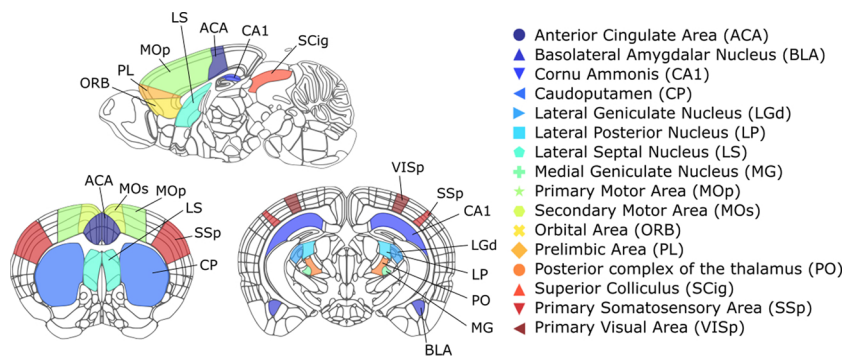 LS
ACA
CA1
MOp
SCig
PL
ORB
ACA
MOs
MOp
LS
SSp
CP
VISp
SSp
CA1
LGd
LP
PO
MG
BLA
Anterior Cingulate Area (ACA)
Basolateral Amygdalar Nucleus (BLA)
Cornu Ammonis (CA1)
Caudoputamen (CP)
Lateral Geniculate Nucleus (LGd)
Lateral Posterior Nucleus (LP)
Lateral Septal Nucleus (LS)
Medial Geniculate Nucleus (MG)
Primary Motor Area (MOp)
Secondary Motor Area (MOs)
Orbital Area (ORB)
Prelimbic Area (PL)
Posterior complex of the thalamus (PO)
Superior Colliculus (SCig)
Primary Somatosensory Area (SSp)
Primary Visual Area (VISp)